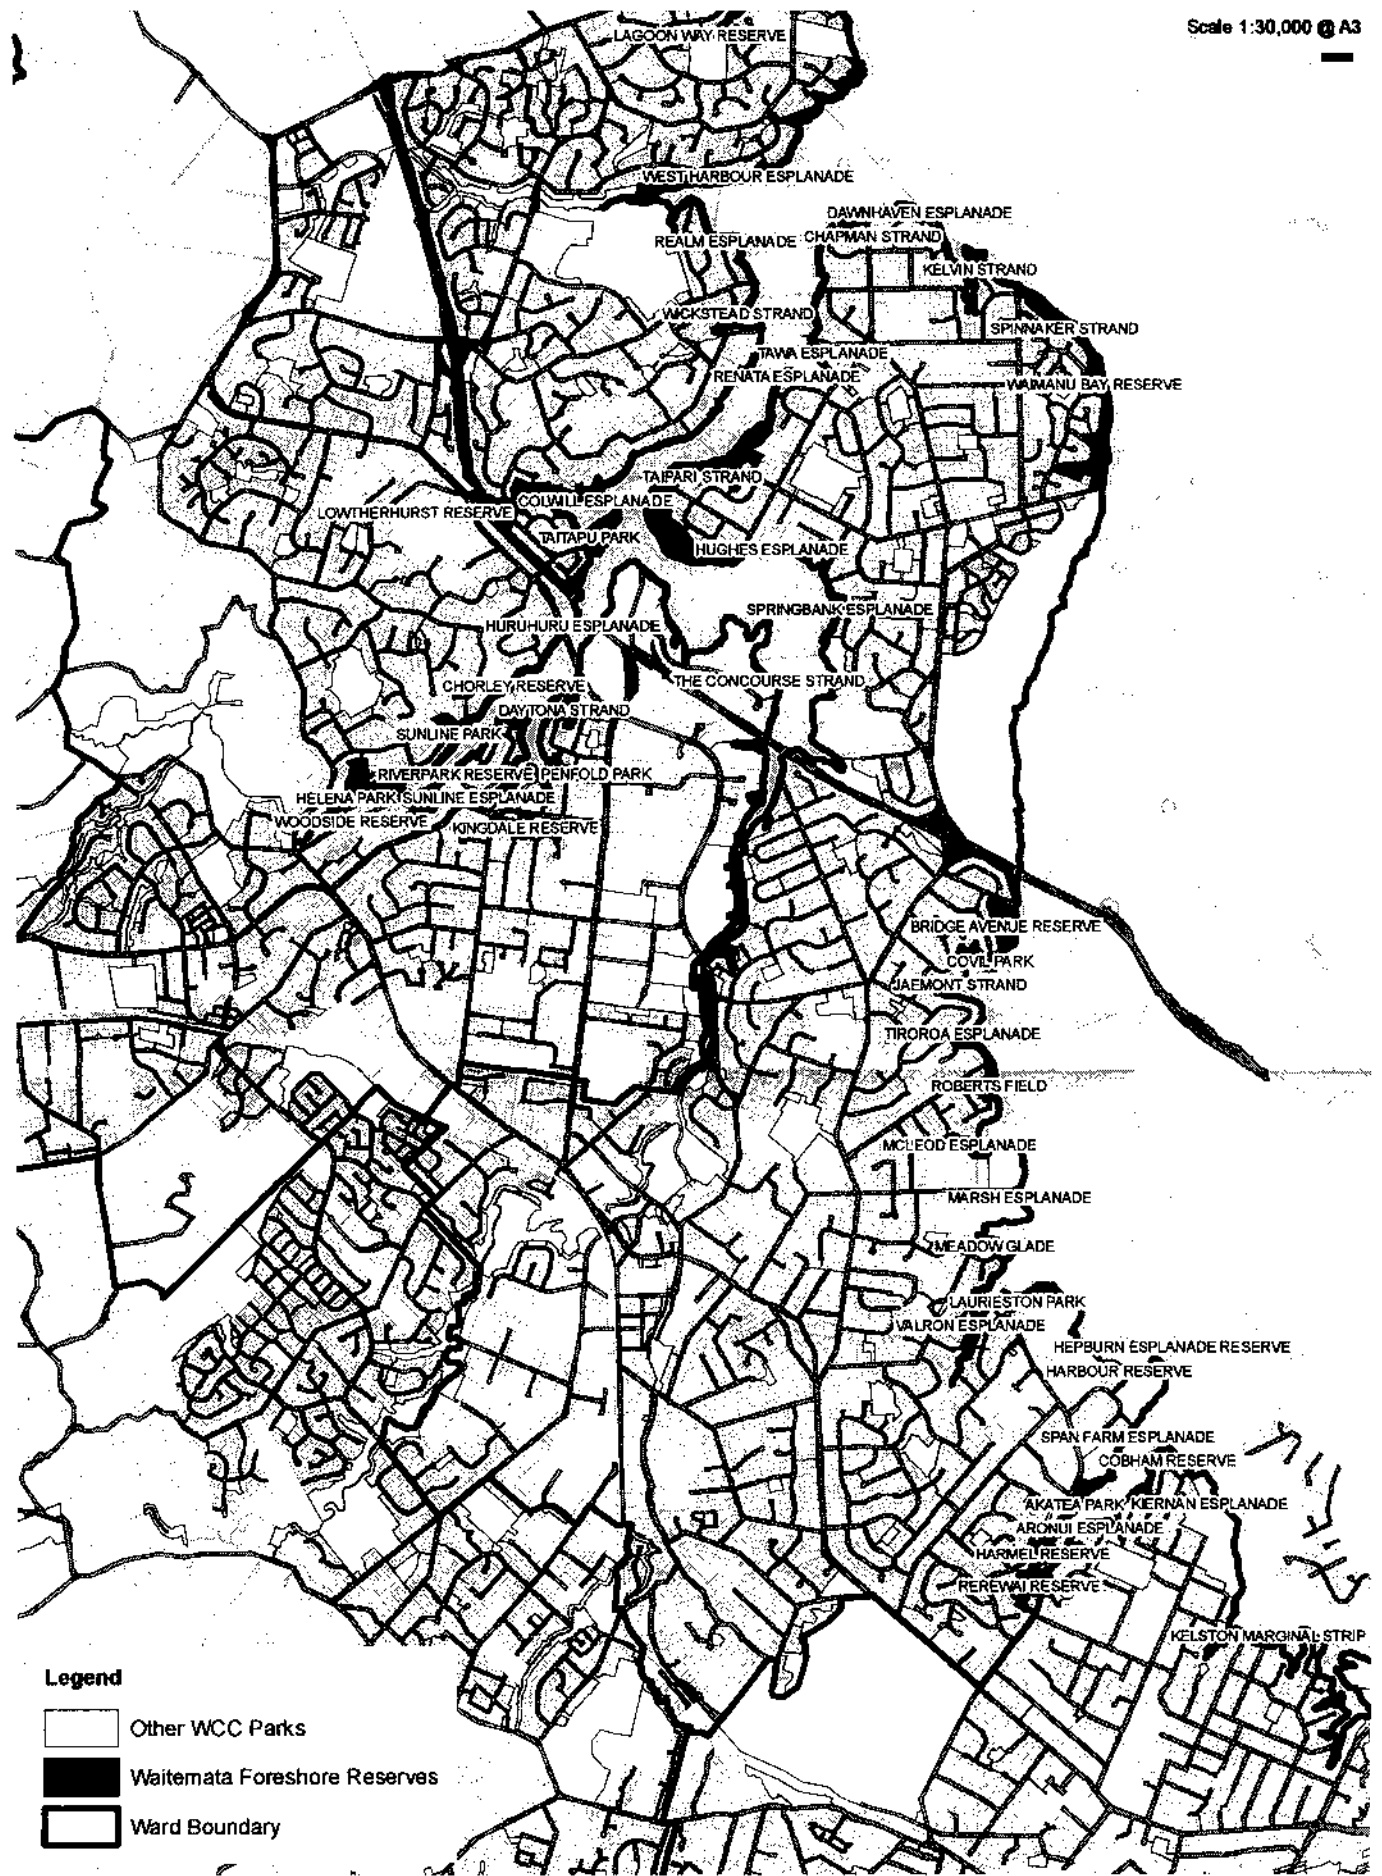 LAGOON WAY RESERVE
Scale 1:30,000 @ A3
WEST HARBOUR ESPLANADE
DAWNHAVEN ESPLANADE
REALM ESPLANADE
CHAPMAN STRAND
KELVIN STRAND
WICKSTEAD STRAND
SPINNAKER STRAND
TAWA ESPLANADE
RENATA ESPLANADE
WAIMANU BAY RESERVE
TAIPARI STRAND
COLWILL ESPLANADE
LOWTHERHURST RESERVE
TAITAPU PARK
HUGHES ESPLANADE
SPRINGBANK ESPLANADE
HURUHURU ESPLANADE
THE CONCOURSE STRAND
CHORLEY RESERVE
DAYTONA STRAND
SUNLINE PARK
RIVERPARK RESERVE
PENFOLD PARK
HELENA PARK
SUNLINE ESPLANADE
WOODSIDE RESERVE
KINGDALE RESERVE
BRIDGE AVENUE RESERVE
COVIL PARK
JAEMONT STRAND
TIROROA ESPLANADE
ROBERTS FIELD
MCLEOD ESPLANADE
MARSH ESPLANADE
MEADOW GLADE
LAURIESTON PARK
VALRON ESPLANADE
HEPBURN ESPLANADE RESERVE
HARBOUR RESERVE
SPAN FARM ESPLANADE
COBHAM RESERVE
AKATEA PARK
KIERNAN ESPLANADE
ARONUI ESPLANADE
HARMEL RESERVE
REREWAI RESERVE
KELSTON MARGINAL STRIP
Legend
Other WCC Parks
Waitemata Foreshore Reserves
Ward Boundary